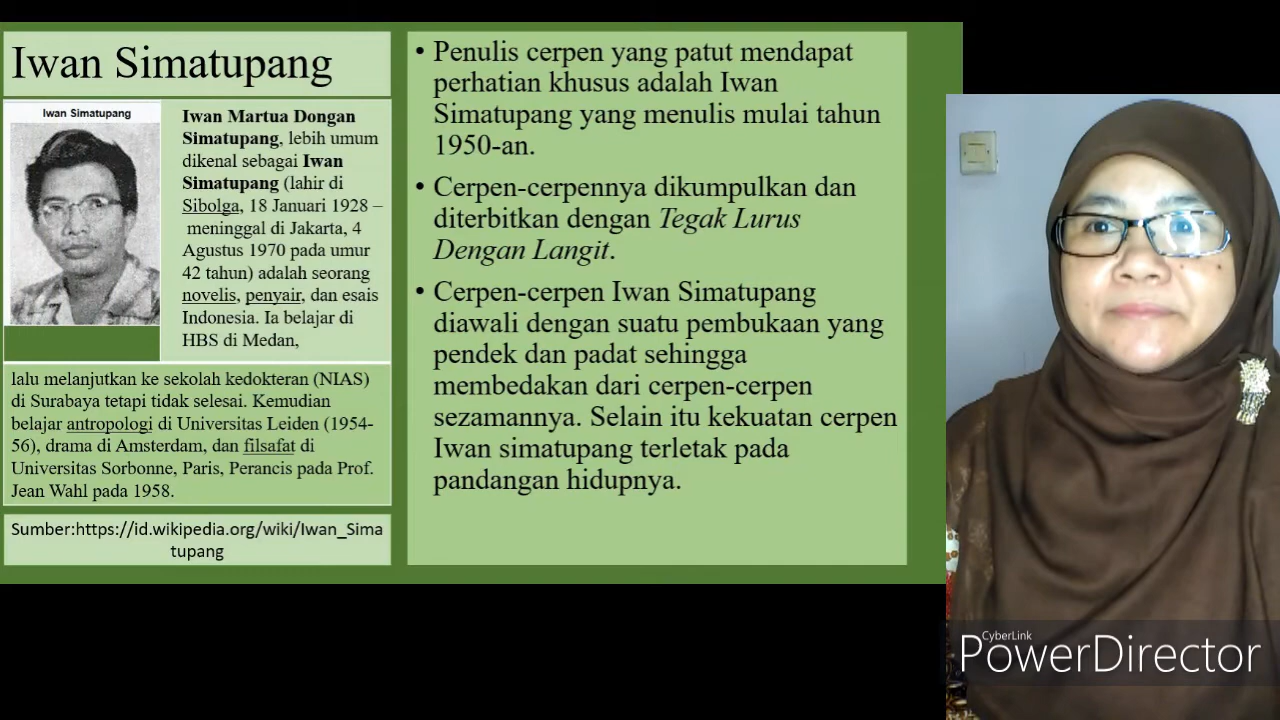 Iwan Simatupang
Iwan Simatupang
Iwan Martua Dongan
Simatupang, lebih umum
dikenal sebagai Iwan
Simatupang (lahir di
Sibolga, 18 Januari 1928 –
meninggal di Jakarta, 4
Agustus 1970 pada umur
42 tahun) adalah seorang
novelis, penyair, dan esais
Indonesia. Ia belajar di
HBS di Medan,
lalu melanjutkan ke sekolah kedokteran (NIAS)
di Surabaya tetapi tidak selesai. Kemudian
belajar antropologi di Universitas Leiden (1954-
56), drama di Amsterdam, dan filsafat di
Universitas Sorbonne, Paris, Perancis pada Prof.
Jean Wahl pada 1958.
Sumber:https://id.wikipedia.org/wiki/Iwan_Sima
tupang
• Penulis cerpen yang patut mendapat
perhatian khusus adalah Iwan
Simatupang yang menulis mulai tahun
1950-an.
• Cerpen-cerpennya dikumpulkan dan
diterbitkan dengan Tegak Lurus
Dengan Langit.
• Cerpen-cerpen Iwan Simatupang
diawali dengan suatu pembukaan yang
pendek dan padat sehingga
membedakan dari cerpen-cerpen
sezamannya. Selain itu kekuatan cerpen
Iwan simatupang terletak pada
pandangan hidupnya.
CyberLink
PowerDirector